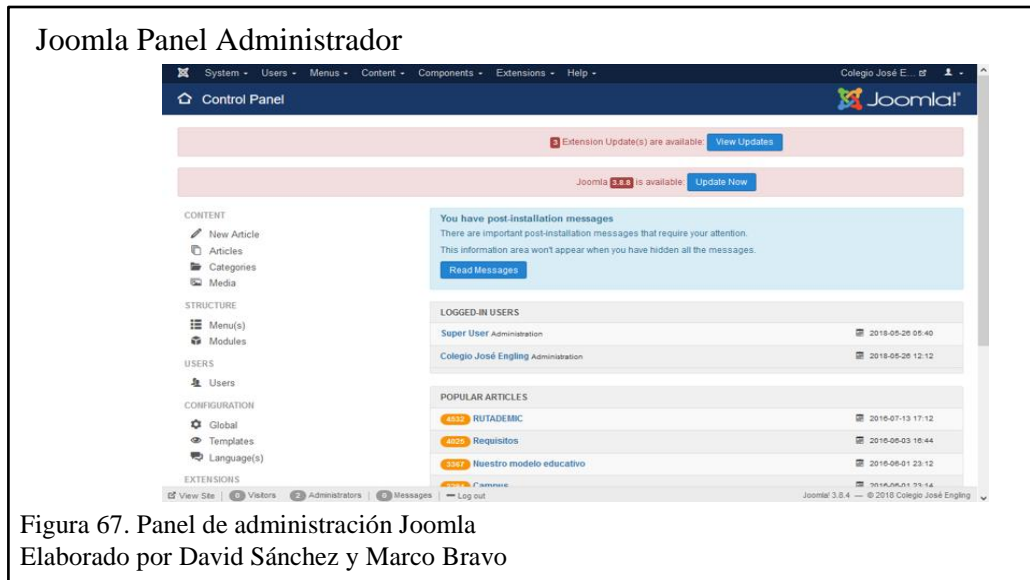 Joomla Panel Administrador
System Users Menus Content Components Extensions Help Colegio José E...
Control Panel Joomla!
3 Extension Update(s) are available: View Updates
Joomla 3.8.8 is available: Update Now
CONTENT
New Article
Articles
Categories
Media
STRUCTURE
Menu(s)
Modules
USERS
Users
CONFIGURATION
Global
Templates
Language(s)
EXTENSIONS
You have post-installation messages
There are important post-installation messages that require your attention.
This information area won't appear when you have hidden all the messages.
Read Messages
LOGGED-IN USERS
Super User Administration 2018-05-26 05:40
Colegio José Engling Administration 2018-05-26 12:12
POPULAR ARTICLES
4532 RUTADEMIC 2016-07-13 17:12
4025 Requisitos 2016-06-03 16:44
3367 Nuestro modelo educativo 2016-06-01 23:12
Campus 2016-06-01 23:14
View Site | 0 Visitors 2 Administrators | 0 Messages | Log out Joomla! 3.8.4 — © 2018 Colegio José Engling
Figura 67. Panel de administración Joomla
Elaborado por David Sánchez y Marco Bravo